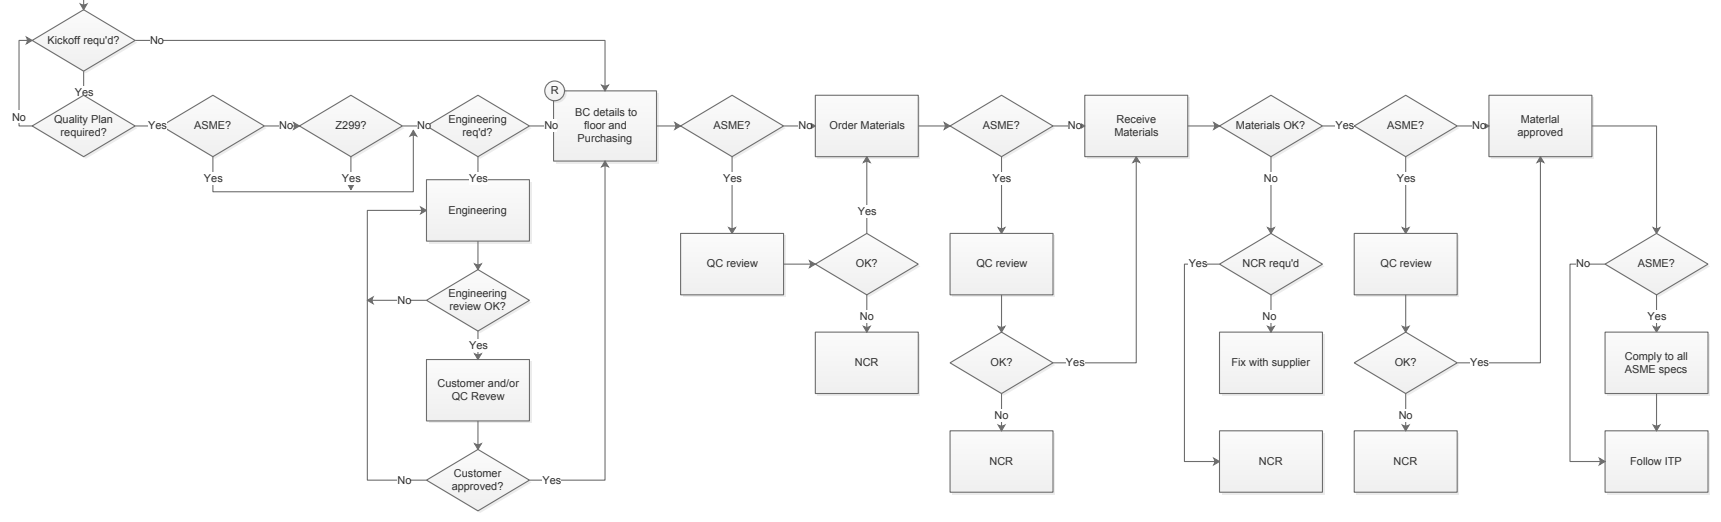 Kickoff requ'd?
No
Yes
No
Quality Plan
required?
Yes
ASME?
No
Yes
Z299?
No
Yes
Engineering
req'd?
No
Yes
R
BC details to
floor and
Purchasing
ASME?
No
Yes
Order Materials
ASME?
No
Yes
Receive
Materials
Materials OK?
Yes
No
ASME?
No
Yes
Materlal
approved
Engineering
Engineering
review OK?
No
Yes
Customer and/or
QC Revew
Customer
approved?
No
Yes
QC review
OK?
Yes
No
NCR
QC review
OK?
Yes
No
NCR
NCR requ'd
Yes
No
Fix with supplier
NCR
QC review
OK?
Yes
No
NCR
ASME?
No
Yes
Comply to all
ASME specs
Follow ITP